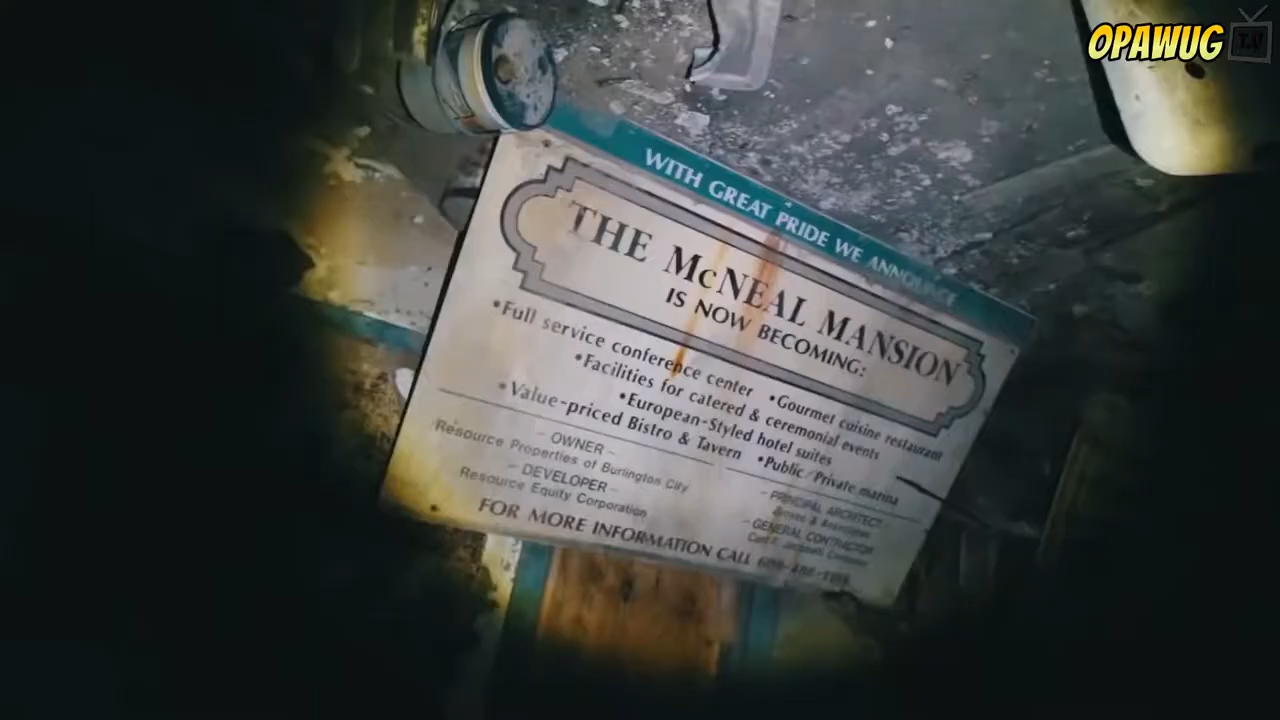 OPAWUG
TV
WITH GREAT PRIDE WE ANNOUNCE
THE McNEAL MANSION
IS NOW BECOMING:
•Full service conference center •Gourmet cuisine restaurant
•Facilities for catered & ceremonial events
•European-Styled hotel suites
•Value-priced Bistro & Tavern •Public/Private marina
– OWNER –
Resource Properties of Burlington City
– DEVELOPER –
Resource Equity Corporation
– PRINCIPAL ARCHITECT –
– GENERAL CONTRACTOR –
FOR MORE INFORMATION CALL